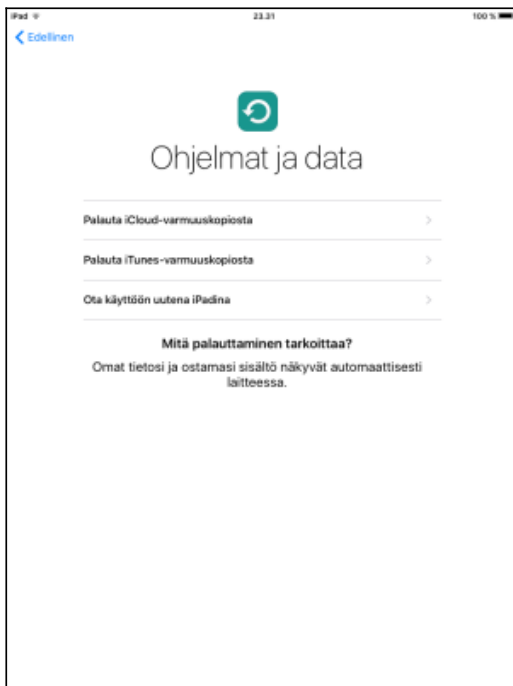 iPad 23.31 100 %
Edellinen
Ohjelmat ja data
Palauta iCloud-varmuuskopiosta
Palauta iTunes-varmuuskopiosta
Ota käyttöön uutena iPadina
Mitä palauttaminen tarkoittaa?
Omat tietosi ja ostamasi sisältö näkyvät automaattisesti
laitteessa.